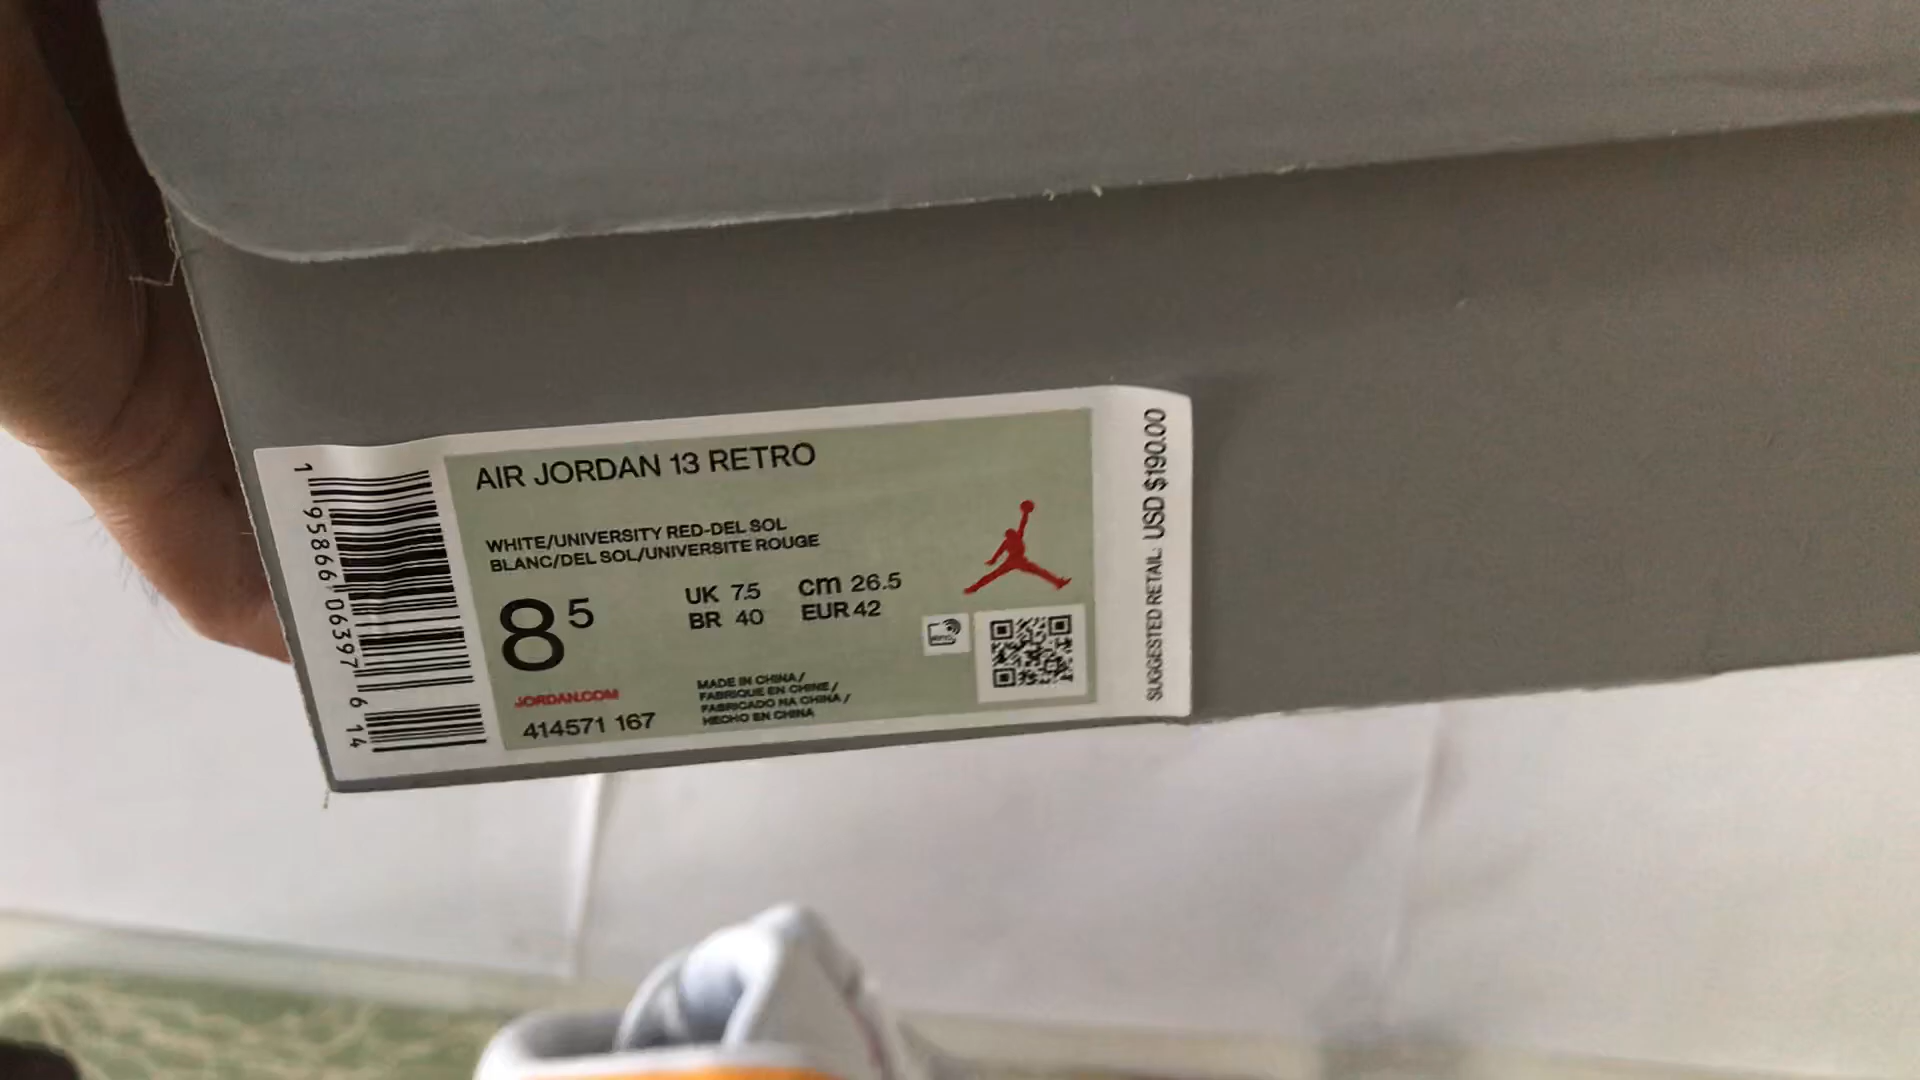 AIR JORDAN 13 RETRO
WHITE/UNIVERSITY RED-DEL SOL
BLANC/DEL SOL/UNIVERSITE ROUGE
8 5
UK 7.5 cm 26.5
BR 40 EUR 42
JORDAN.COM
414571 167
MADE IN CHINA/
FABRIQUE EN CHINE/
FABRICADO NA CHINA/
HECHO EN CHINA
1 95866 06397 6 14
SUGGESTED RETAIL: USD $190.00